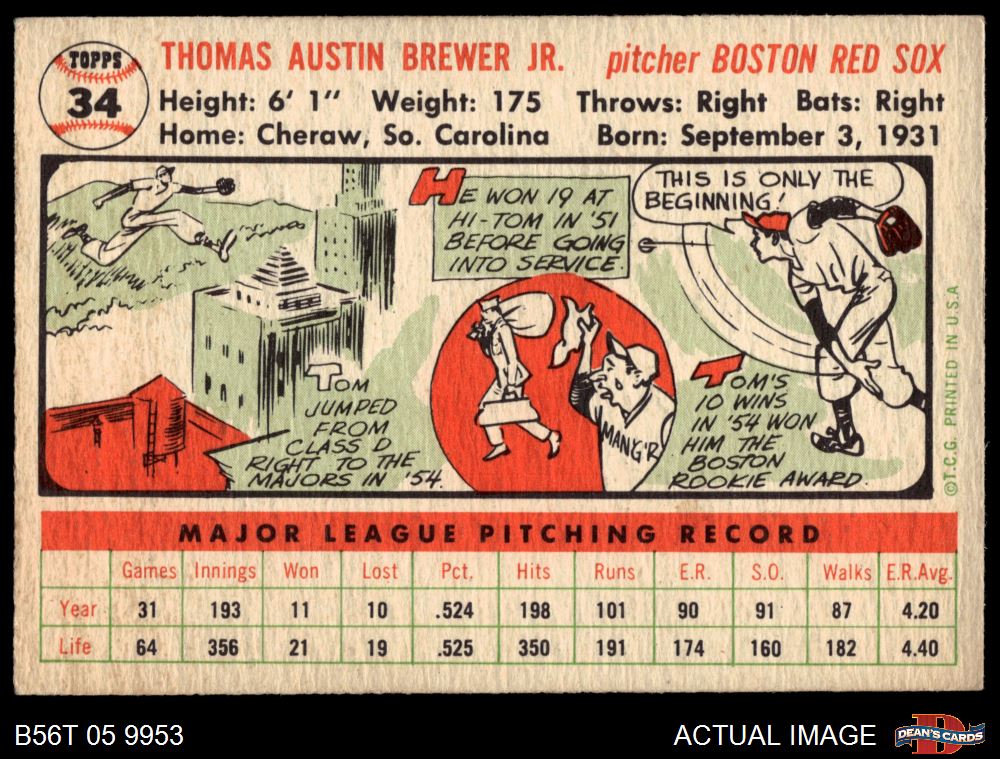 TOPPS
34
THOMAS AUSTIN BREWER JR. pitcher BOSTON RED SOX
Height: 6' 1" Weight: 175 Throws: Right Bats: Right
Home: Cheraw, So. Carolina Born: September 3, 1931
TOM
JUMPED
FROM
CLASS D
RIGHT TO THE
MAJORS IN '54.
HE WON 19 AT
HI-TOM IN '51
BEFORE GOING
INTO SERVICE.
MAN'G'R
THIS IS ONLY THE
BEGINNING!
TOM'S
10 WINS
IN '54 WON
HIM THE
BOSTON
ROOKIE AWARD.
©T.C.G. PRINTED IN U.S.A
MAJOR LEAGUE PITCHING RECORD
Games Innings Won Lost Pct. Hits Runs E.R. S.O. Walks E.R.Avg.
Year 31 193 11 10 .524 198 101 90 91 87 4.20
Life 64 356 21 19 .525 350 191 174 160 182 4.40
B56T 05 9953 ACTUAL IMAGE DEAN'S CARDS